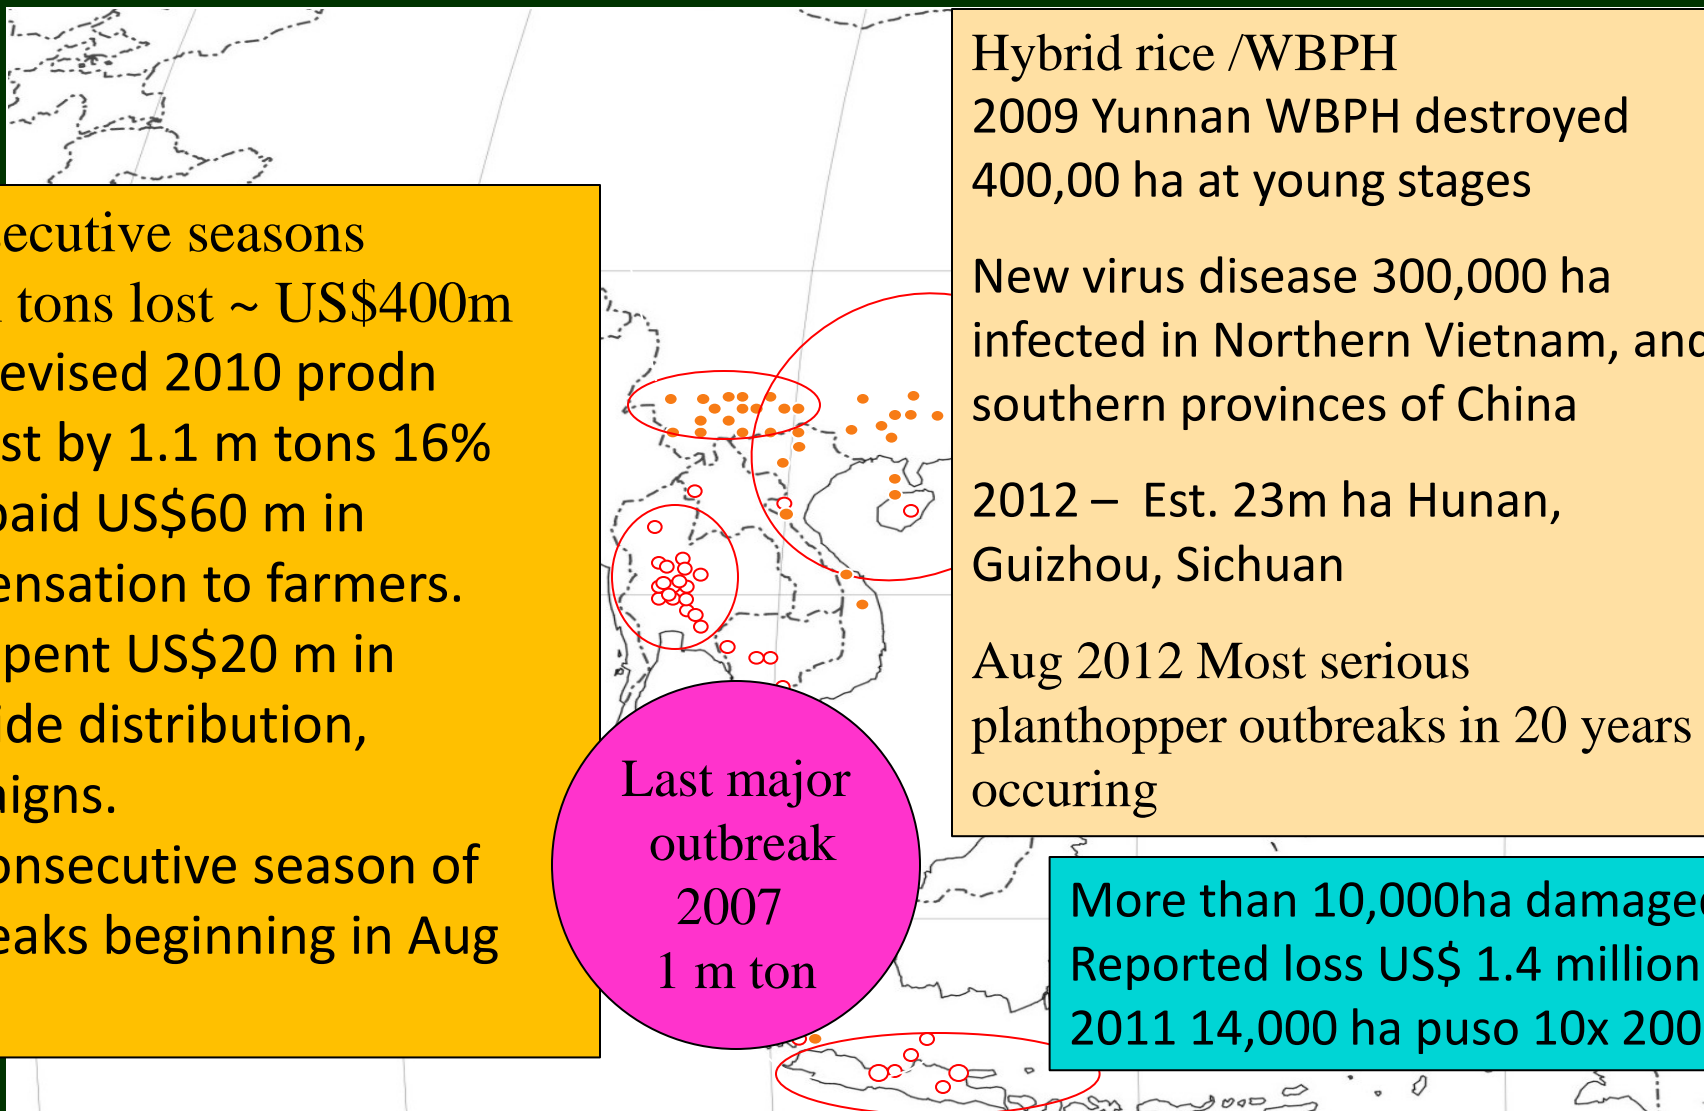 ecutive seasons
tons lost ~ US$400m
evised 2010 prodn
st by 1.1 m tons 16%
paid US$60 m in
ensation to farmers.
pent US$20 m in
ide distribution,
aigns.
onsecutive season of
eaks beginning in Aug
Last major
outbreak
2007
1 m ton
Hybrid rice /WBPH
2009 Yunnan WBPH destroyed
400,00 ha at young stages
New virus disease 300,000 ha
infected in Northern Vietnam, and
southern provinces of China
2012 – Est. 23m ha Hunan,
Guizhou, Sichuan
Aug 2012 Most serious
planthopper outbreaks in 20 years
occuring
More than 10,000ha damaged
Reported loss US$ 1.4 million
2011 14,000 ha puso 10x 200